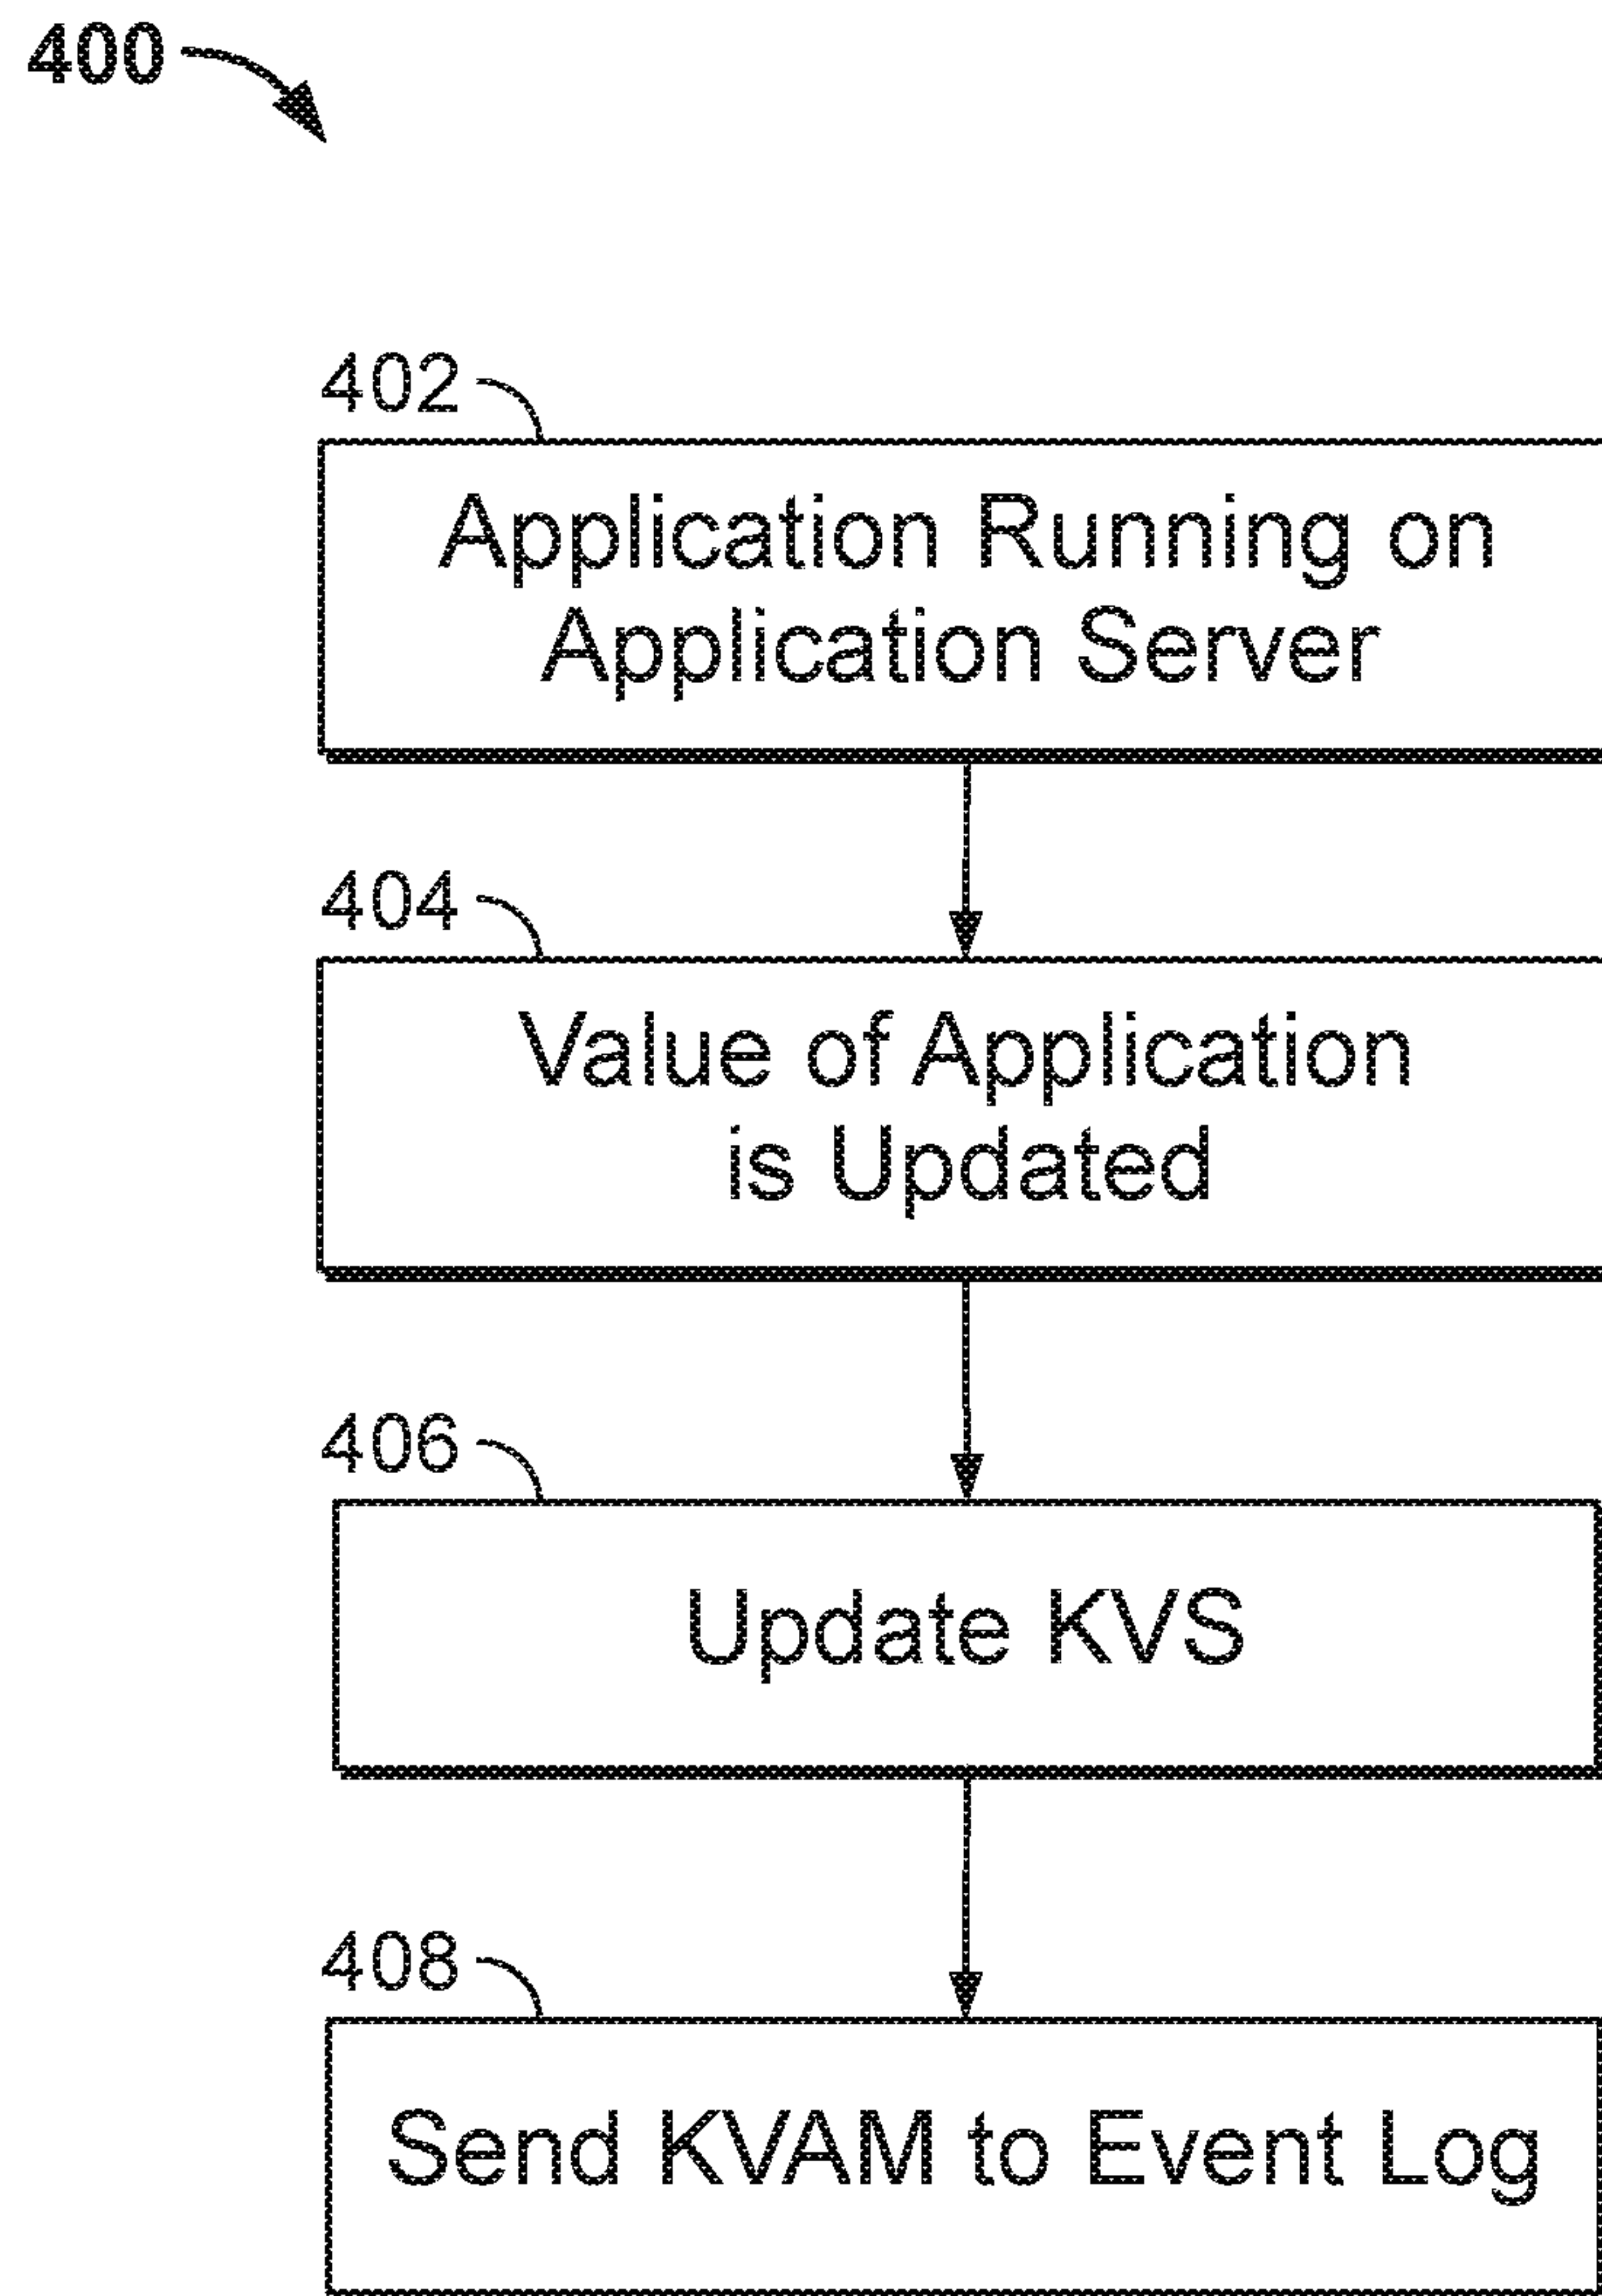 400
402
Application Running on
Application Server
404
Value of Application
is Updated
406
Update KVS
408
Send KVAM to Event Log